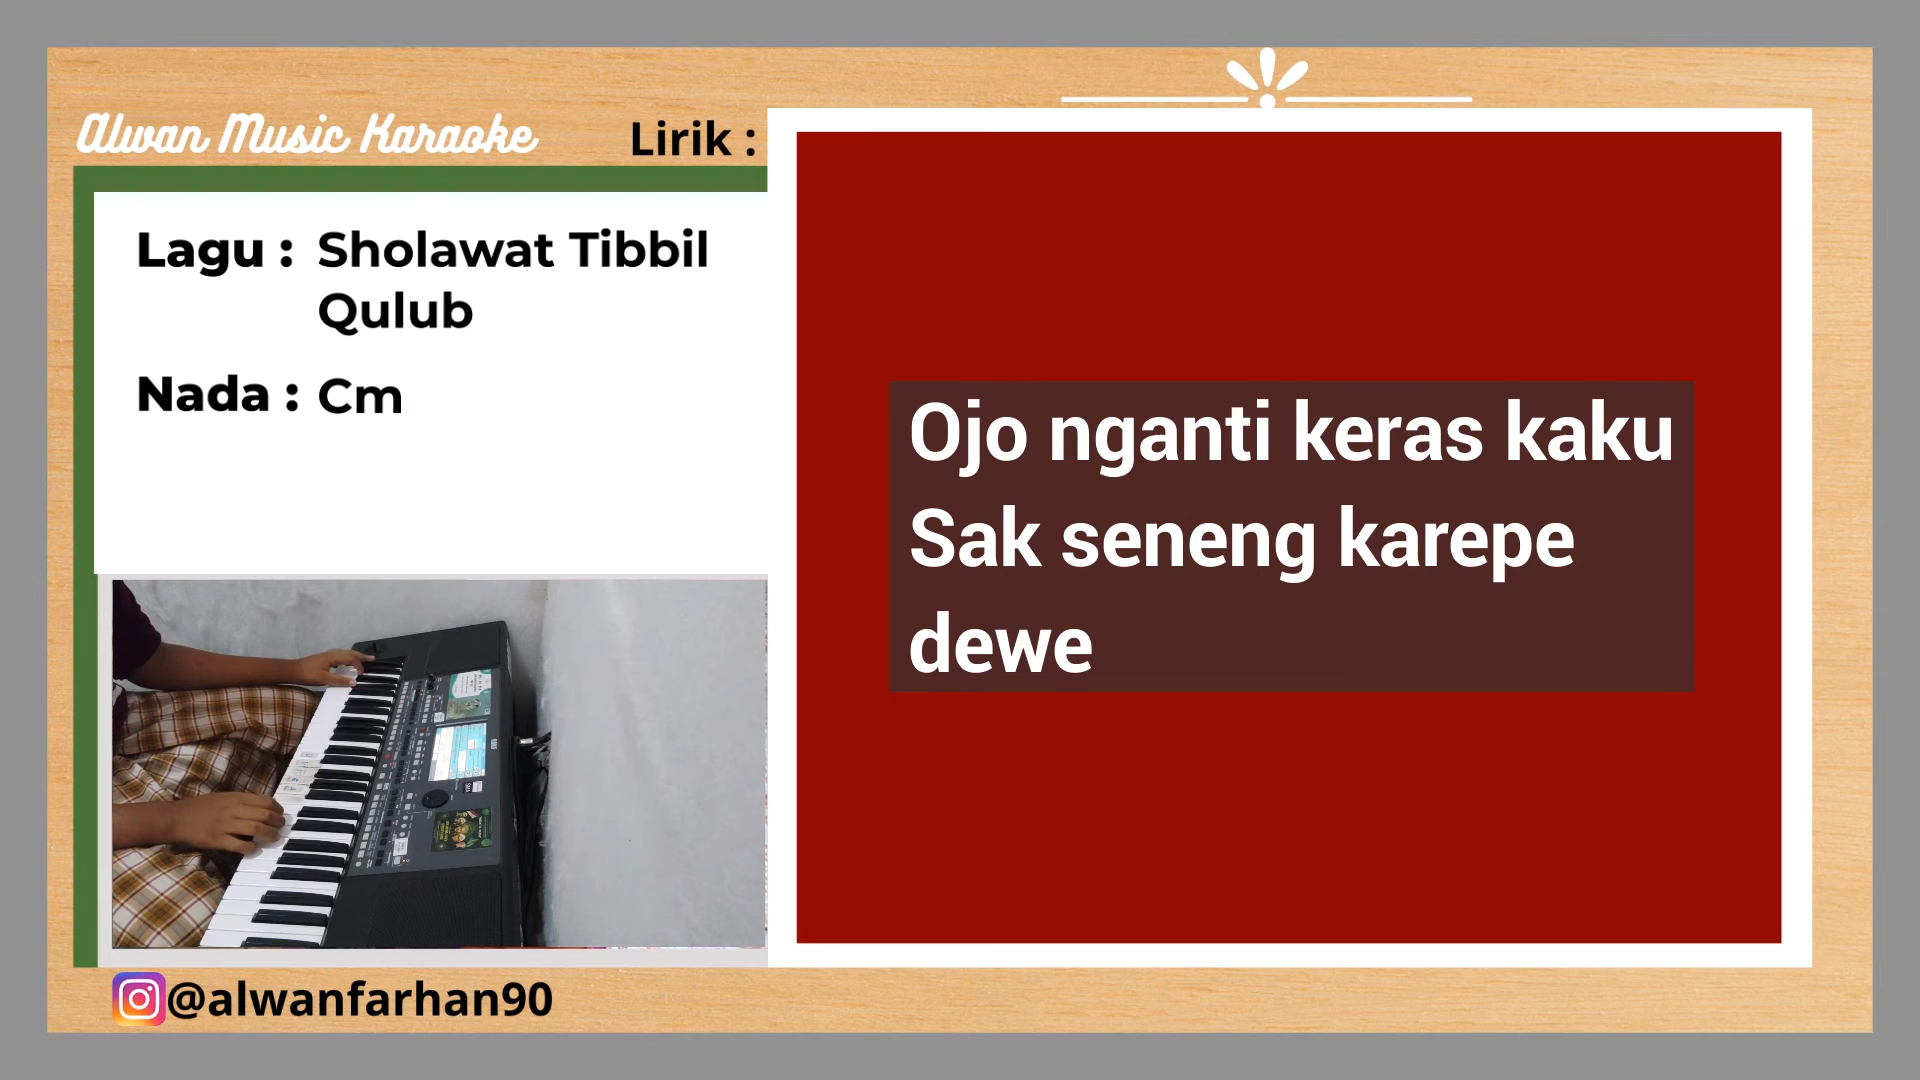 Alwan Music Karaoke
Lirik :
Lagu : Sholawat Tibbil
Qulub
Nada : Cm
Ojo nganti keras kaku
Sak seneng karepe
dewe
@alwanfarhan90